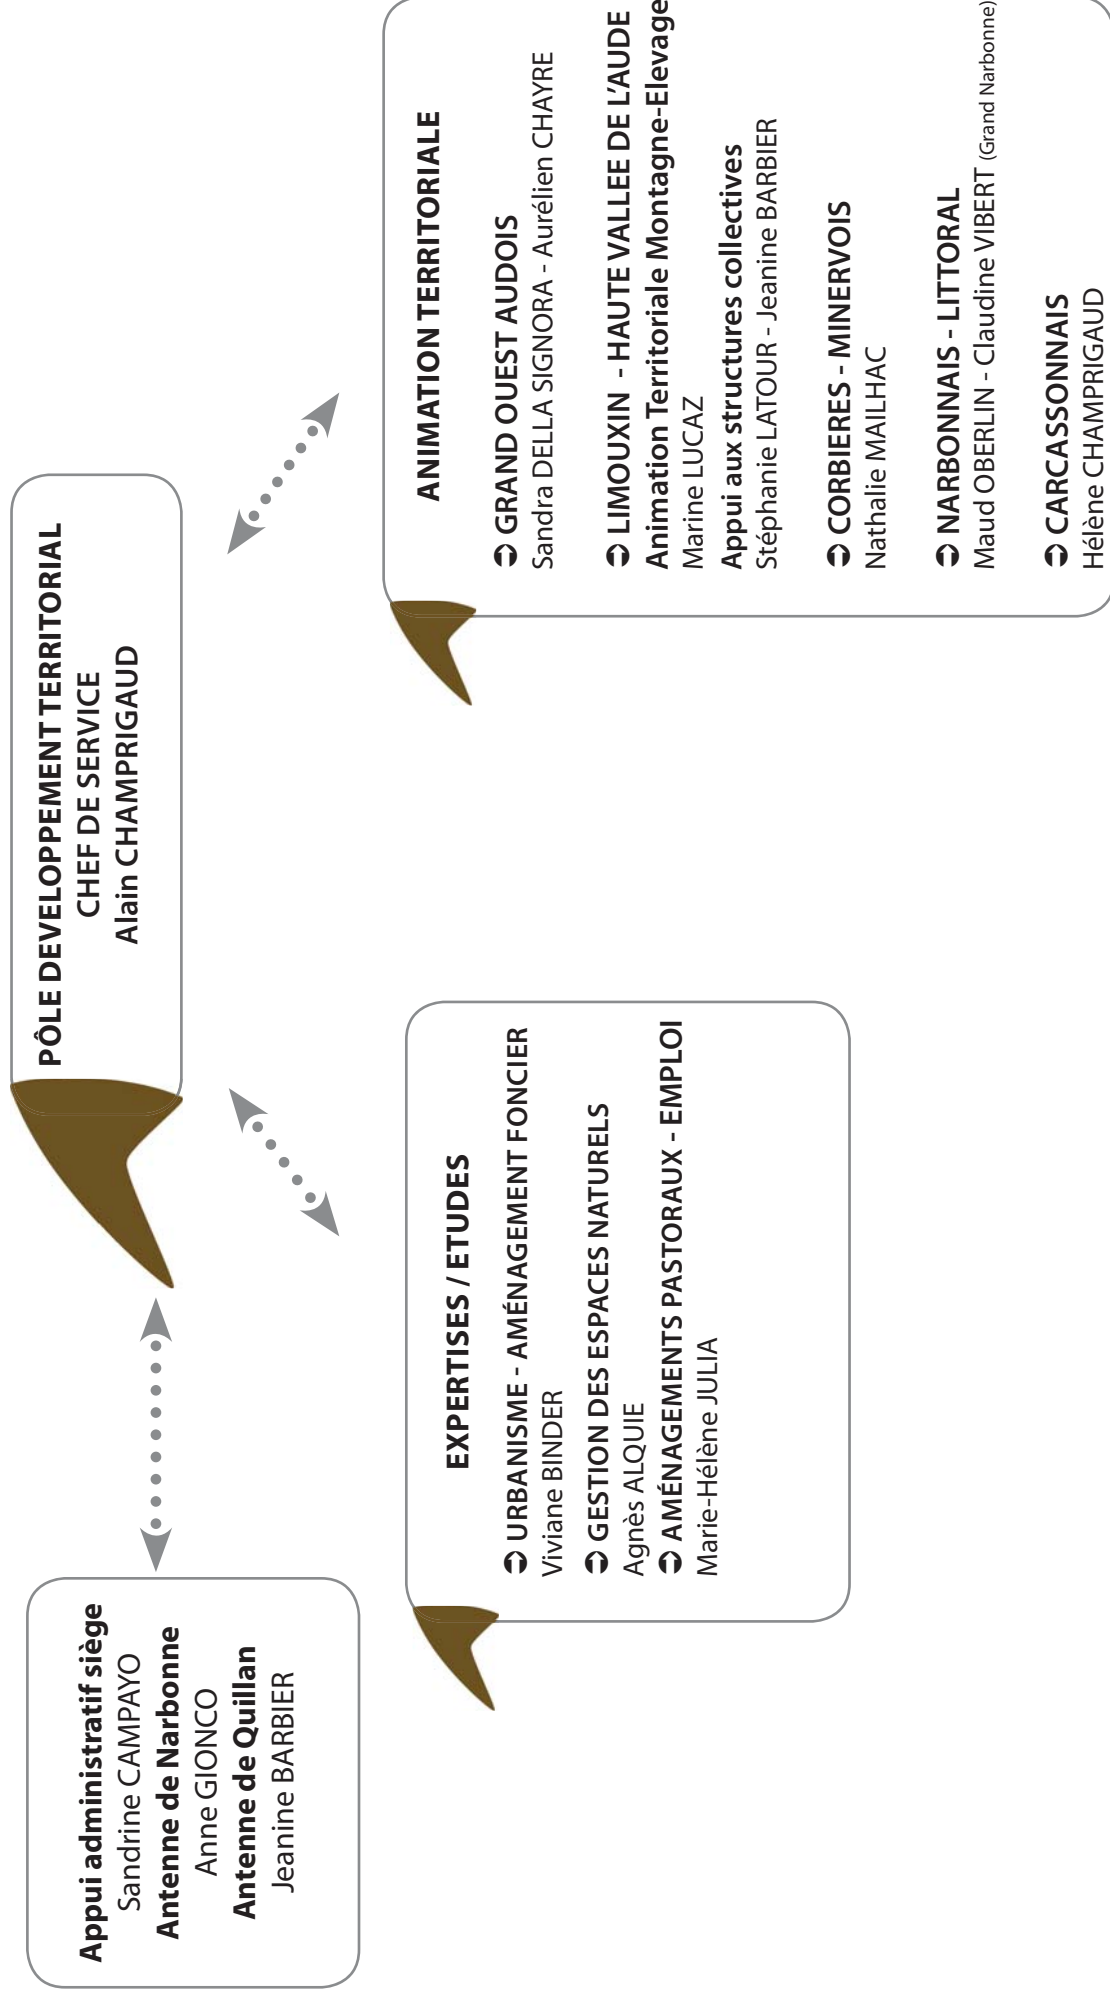 PÔLE DEVELOPPEMENT TERRITORIAL
CHEF DE SERVICE
Alain CHAMPRIGAUD
Appui administratif siège
Sandrine CAMPAYO
Antenne de Narbonne
Anne GIONCO
Antenne de Quillan
Jeanine BARBIER
EXPERTISES / ETUDES
➲ URBANISME - AMÉNAGEMENT FONCIER
Viviane BINDER
➲ GESTION DES ESPACES NATURELS
Agnès ALQUIE
➲ AMÉNAGEMENTS PASTORAUX - EMPLOI
Marie-Hélène JULIA
ANIMATION TERRITORIALE
➲ GRAND OUEST AUDOIS
Sandra DELLA SIGNORA - Aurélien CHAYRE
➲ LIMOUXIN - HAUTE VALLEE DE L'AUDE
Animation Territoriale Montagne-Elevage
Marine LUCAZ
Appui aux structures collectives
Stéphanie LATOUR - Jeanine BARBIER
➲ CORBIERES - MINERVOIS
Nathalie MAILHAC
➲ NARBONNAIS - LITTORAL
Maud OBERLIN - Claudine VIBERT (Grand Narbonne)
➲ CARCASSONNAIS
Hélène CHAMPRIGAUD